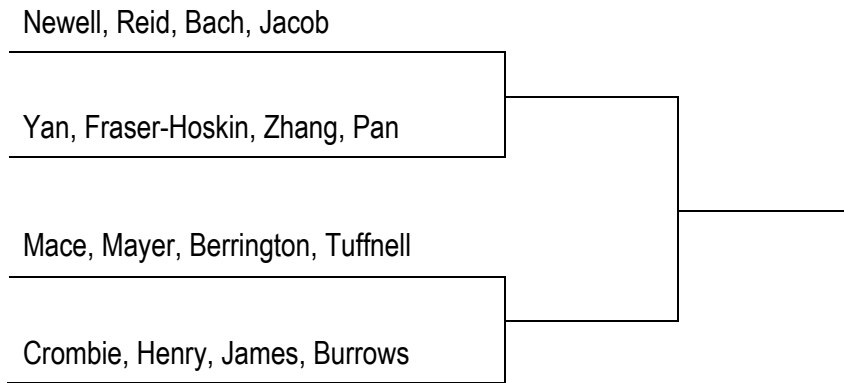 Newell, Reid, Bach, Jacob
Yan, Fraser-Hoskin, Zhang, Pan
Mace, Mayer, Berrington, Tuffnell
Crombie, Henry, James, Burrows